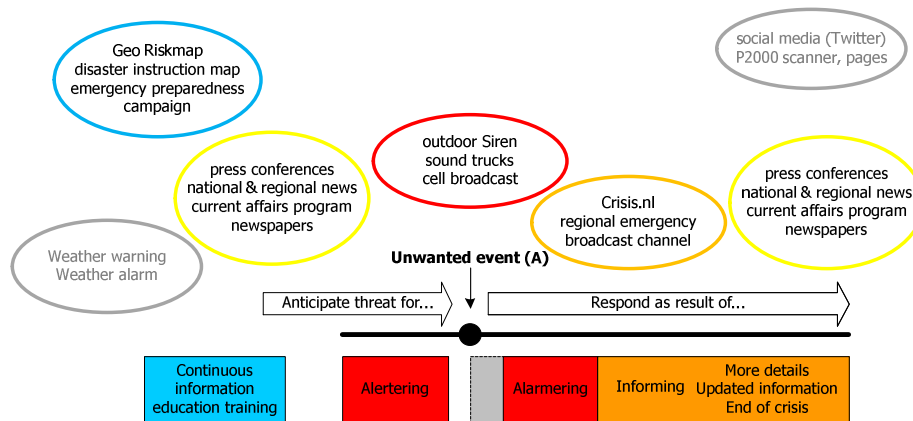 Geo Riskmap
disaster instruction map
emergency preparedness
campaign
social media (Twitter)
P2000 scanner, pages
outdoor Siren
sound trucks
cell broadcast
press conferences
national & regional news
current affairs program
newspapers
press conferences
national & regional news
current affairs program
newspapers
Crisis.nl
regional emergency
broadcast channel
Weather warning
Weather alarm
Unwanted event (A)
Anticipate threat for...
Respond as result of...
Continuous
information
education training
Alertering
Alarmering
Informing
More details
Updated information
End of crisis